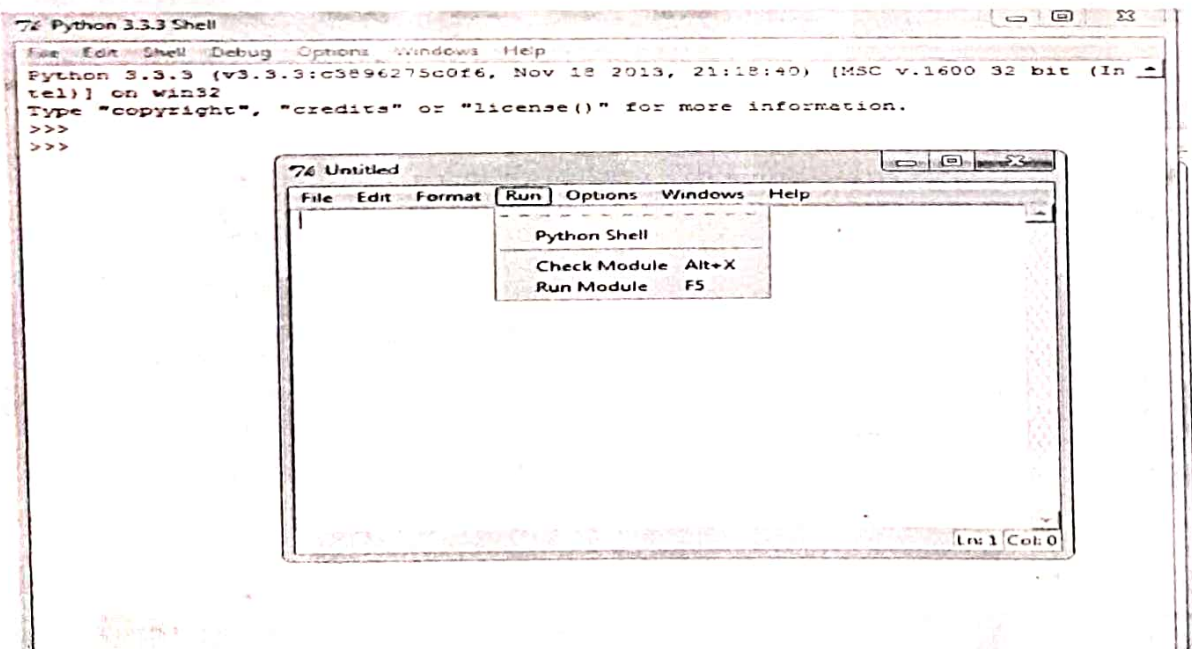 Python 3.3.3 Shell
File Edit Shell Debug Options Windows Help
Python 3.3.3 (v3.3.3:c3896275c0f6, Nov 18 2013, 21:18:40) [MSC v.1600 32 bit (In
tel)] on win32
Type "copyright", "credits" or "license()" for more information.
>>>
>>>
Untitled
File Edit Format Run Options Windows Help
Python Shell
Check Module Alt+X
Run Module F5
Ln: 1 Col: 0